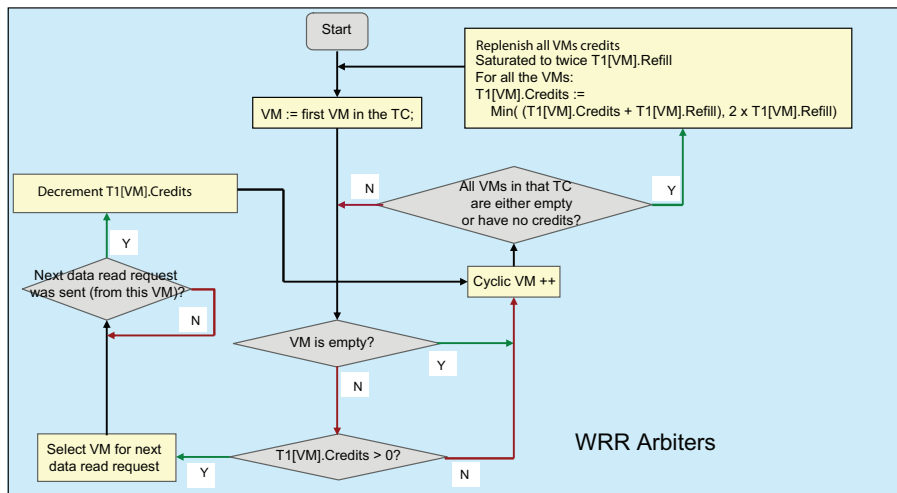 Start
Replenish all VMs credits
Saturated to twice T1[VM].Refill
For all the VMs:
T1[VM].Credits :=
Min( (T1[VM].Credits + T1[VM].Refill), 2 x T1[VM].Refill)
VM := first VM in the TC;
N
All VMs in that TC
are either empty
or have no credits?
Y
Decrement T1[VM].Credits
Y
Next data read request
was sent (from this VM)?
N
Cyclic VM ++
VM is empty?
Y
N
Select VM for next
data read request
Y
T1[VM].Credits > 0?
N
WRR Arbiters